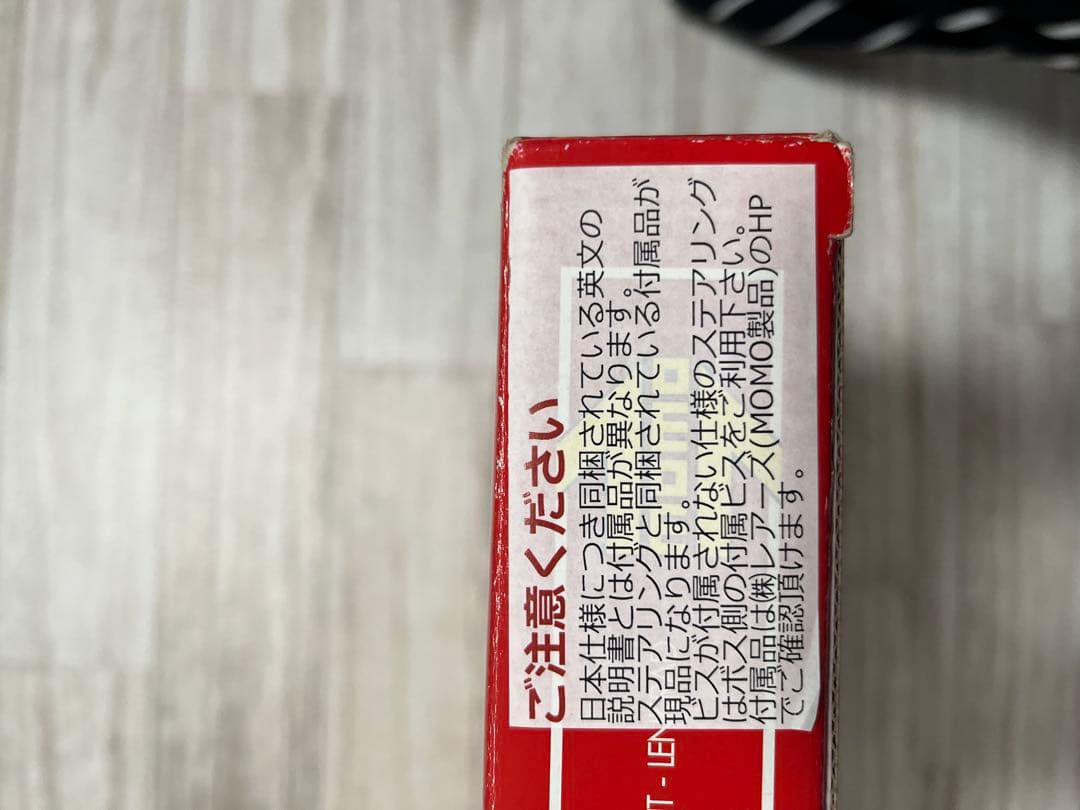 ご注意ください
日本仕様につき同梱されている英文の
説明書とは付属品が異なります。
ステアリングと同梱されている付属品が
現品になります。
ビスが付属されない仕様のステアリング
はボス側の付属ビスをご利用下さい。
付属品は㈱レアーズ(MOMO製品)のHP
でご確認頂けます。
T - LEN